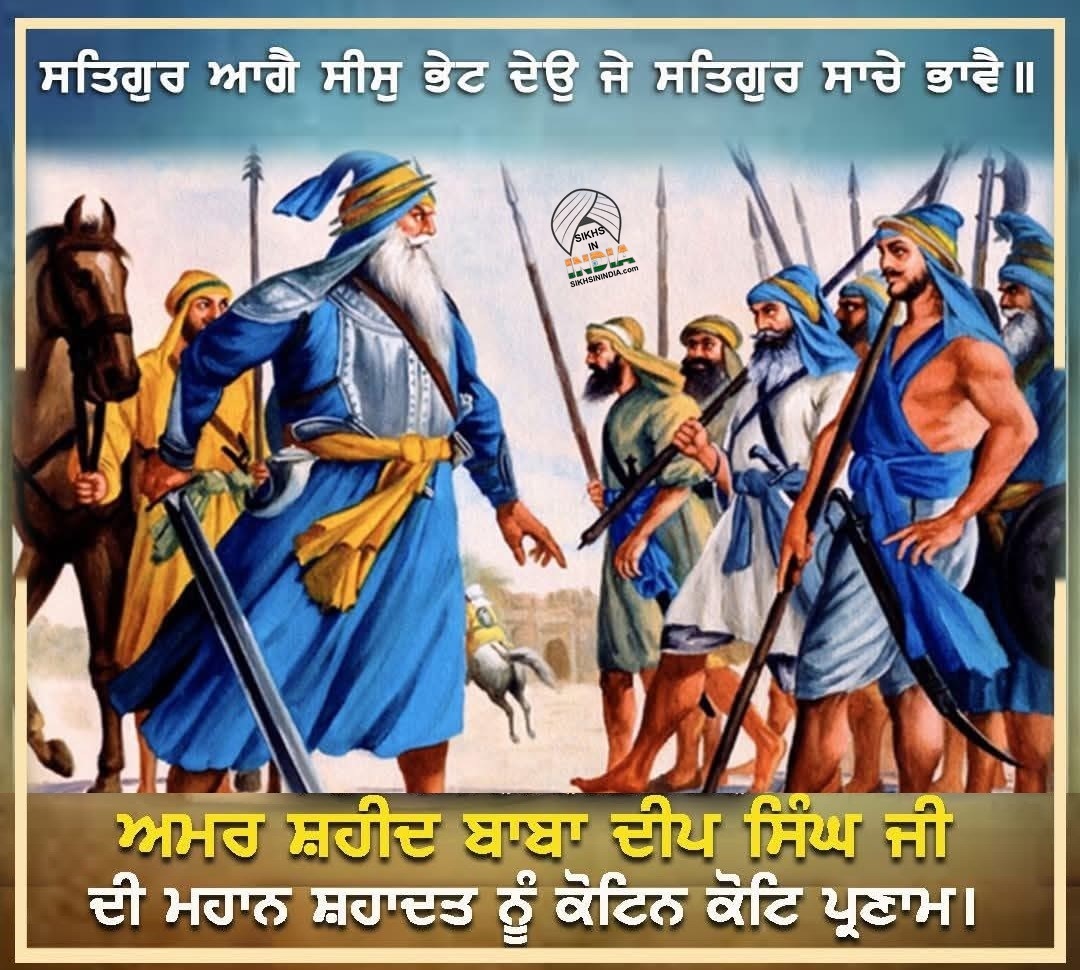 ਸਤਿਗੁਰ ਆਗੈ ਸੀਸੁ ਭੇਟ ਦੇਉ ਜੇ ਸਤਿਗੁਰ ਸਾਚੇ ਭਾਵੈ॥
SIKHS
IN
INDIA
SIKHSININDIA.com
ਅਮਰ ਸ਼ਹੀਦ ਬਾਬਾ ਦੀਪ ਸਿੰਘ ਜੀ
ਦੀ ਮਹਾਨ ਸ਼ਹਾਦਤ ਨੂੰ ਕੋਟਿਨ ਕੋਟਿ ਪ੍ਰਣਾਮ।